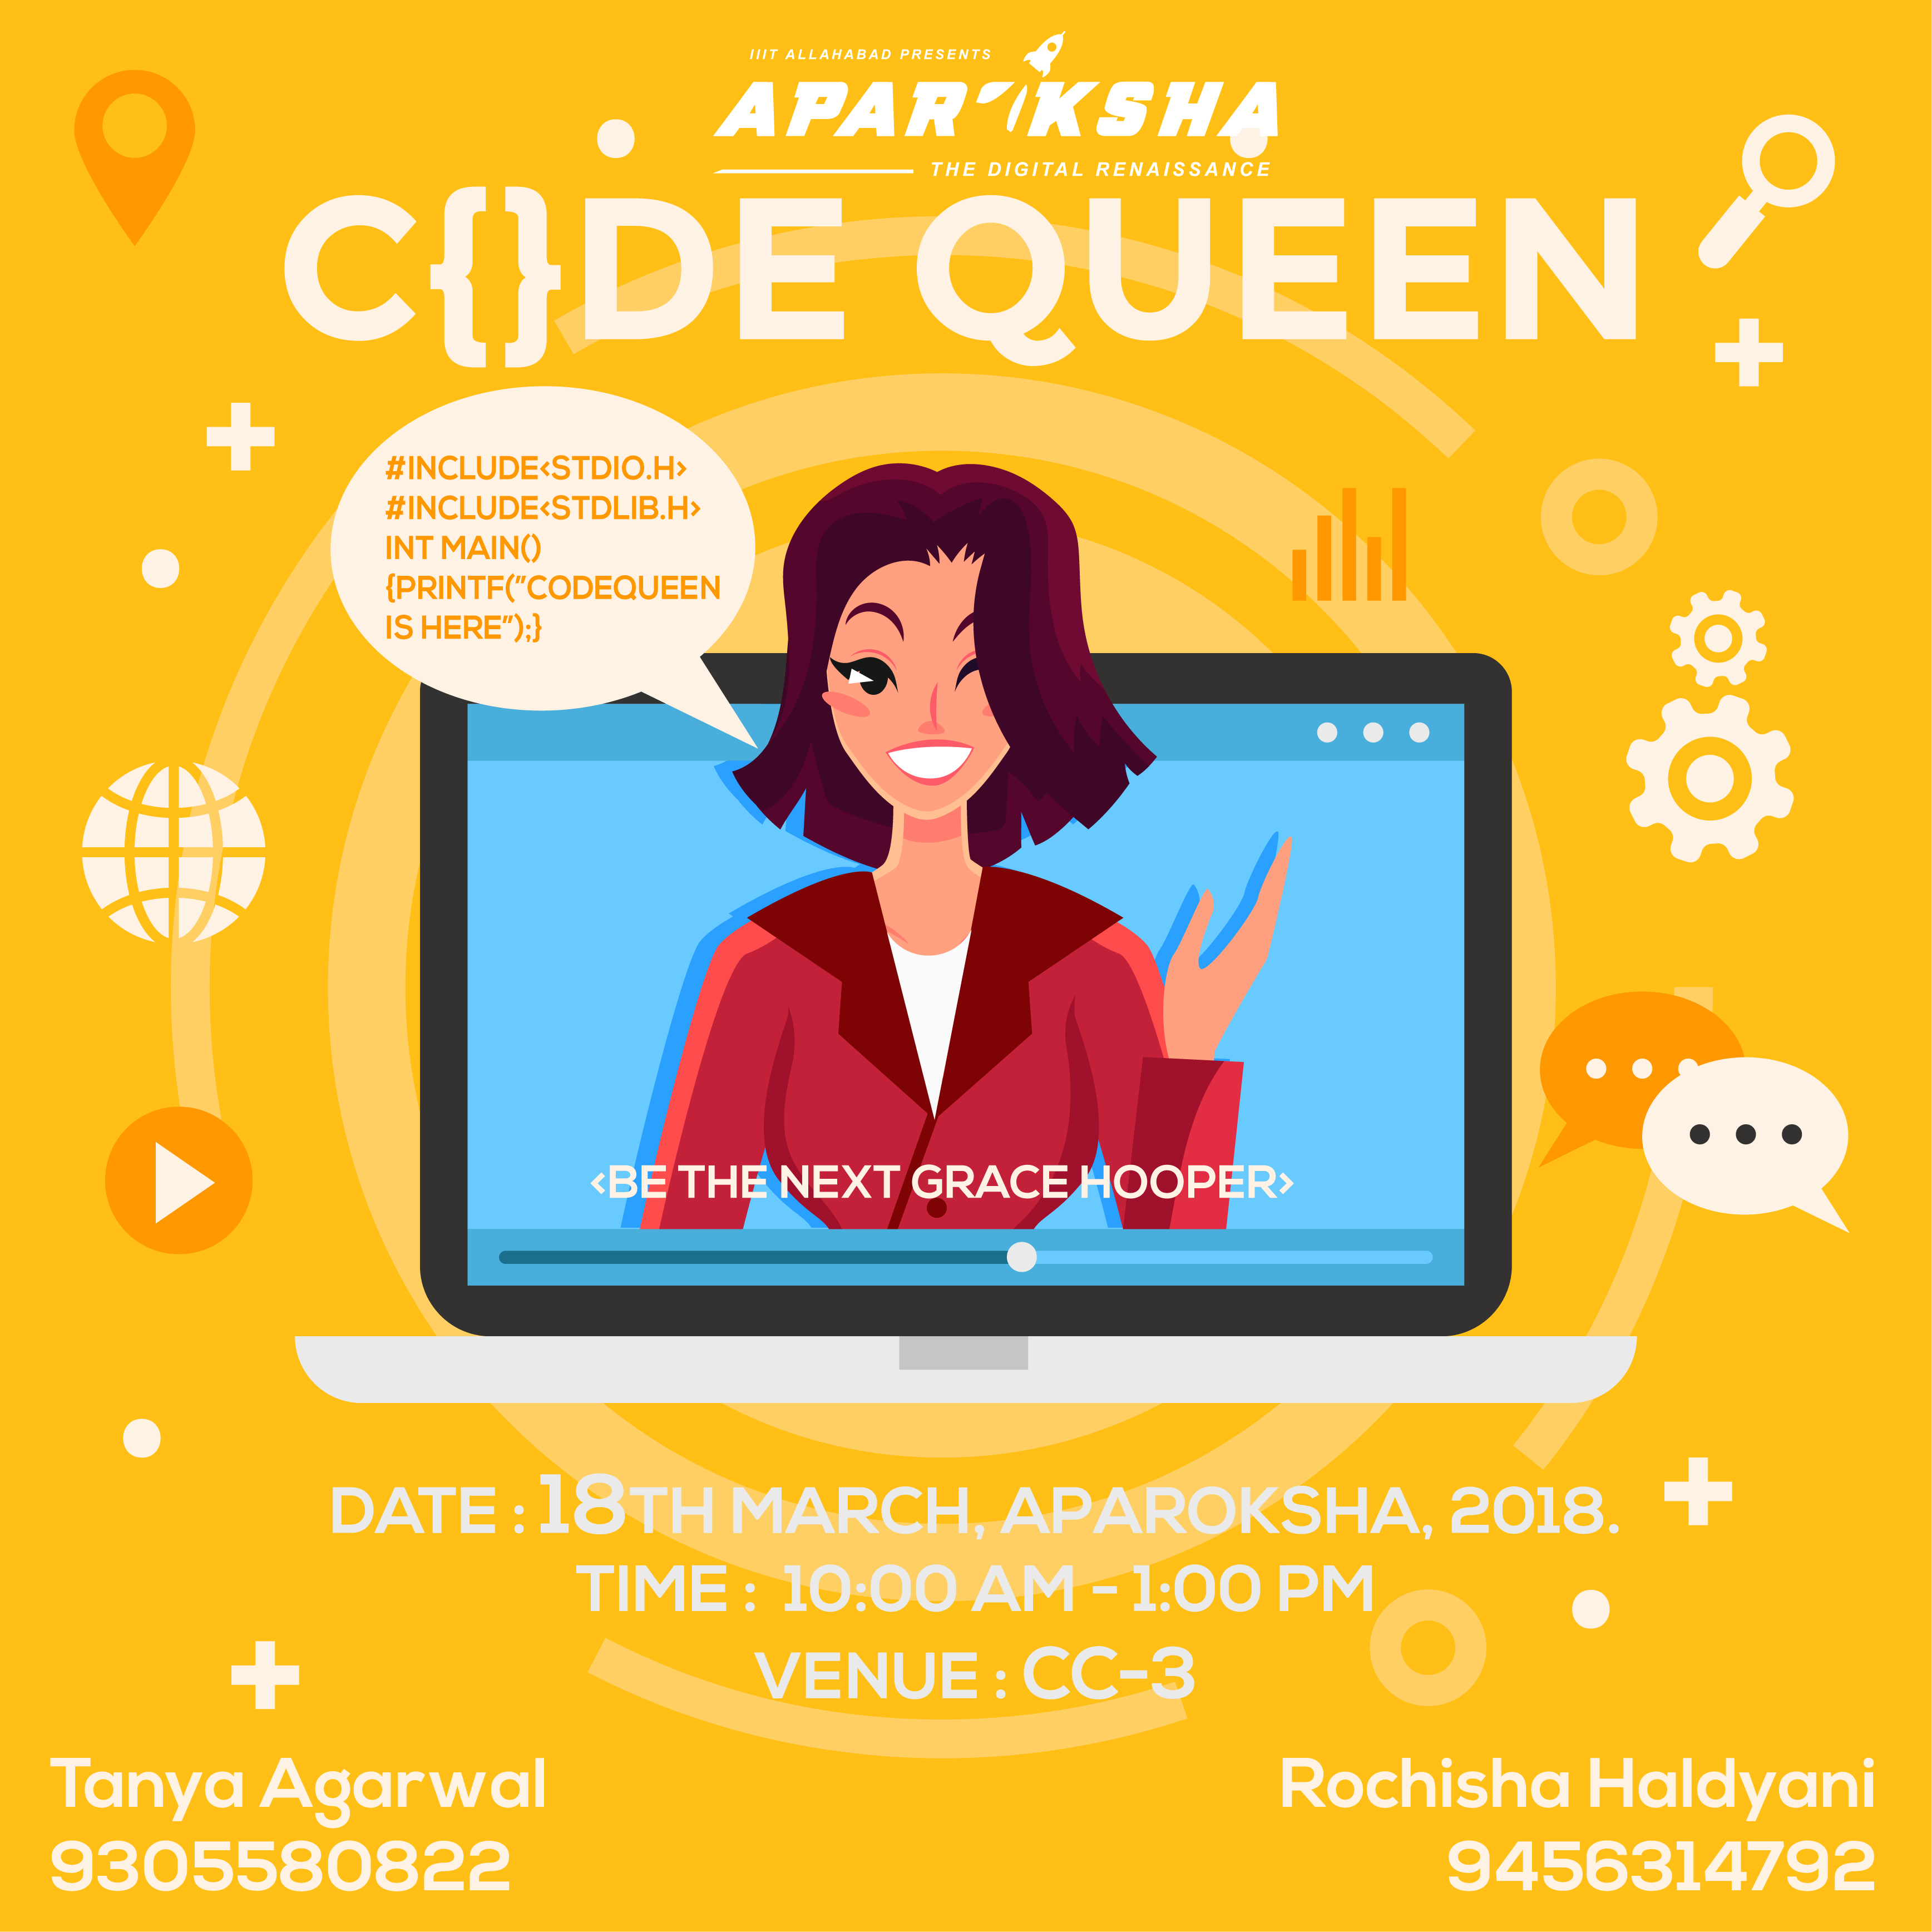 IIIT ALLAHABAD PRESENTS
APAROKSHA
THE DIGITAL RENAISSANCE
C{}DE QUEEN
#INCLUDE<STDIO.H>
#INCLUDE<STDLIB.H>
INT MAIN()
{PRINTF("CODEQUEEN
IS HERE");}
<BE THE NEXT GRACE HOOPER>
DATE : 18TH MARCH, APAROKSHA, 2018.
TIME : 10:00 AM - 1:00 PM
VENUE : CC-3
Tanya Agarwal
9305580822
Rochisha Haldyani
9456314792